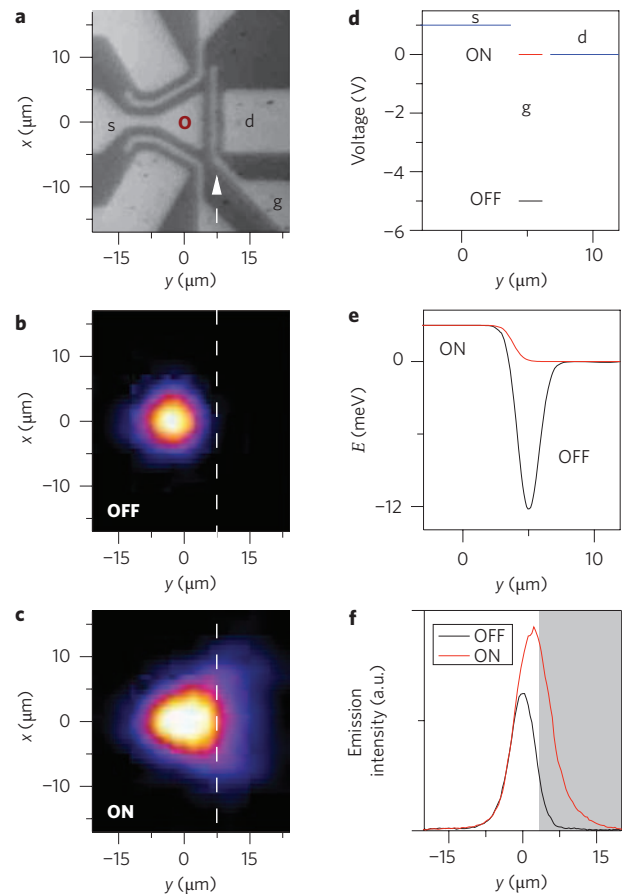 a
10
0
−10
x (µm)
s
O
d
g
−15
0
15
y (µm)
b
10
0
−10
x (µm)
OFF
−15
0
15
y (µm)
c
10
0
−10
x (µm)
ON
−15
0
15
y (µm)
d
0
−2
−4
−6
Voltage (V)
s
ON
d
g
OFF
0
10
y (µm)
e
0
−12
E (meV)
ON
OFF
0
10
y (µm)
f
OFF
ON
Emission
intensity (a.u.)
−15
0
15
20
y (µm)